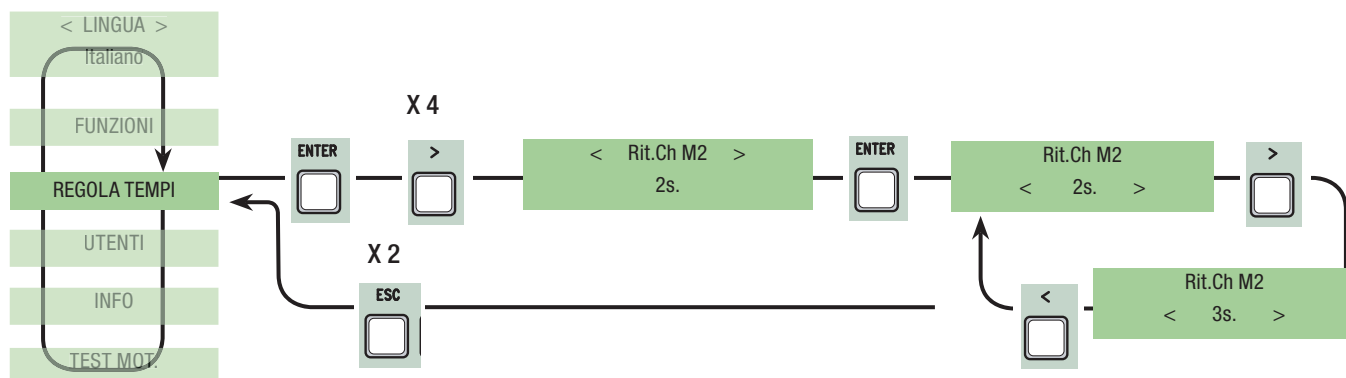 < LINGUA >
Italiano
FUNZIONI
REGOLA TEMPI
UTENTI
INFO
TEST MOT.
ENTER
X 4
>
< Rit.Ch M2 >
2s.
ENTER
Rit.Ch M2
< 2s. >
>
Rit.Ch M2
< 3s. >
<
X 2
ESC